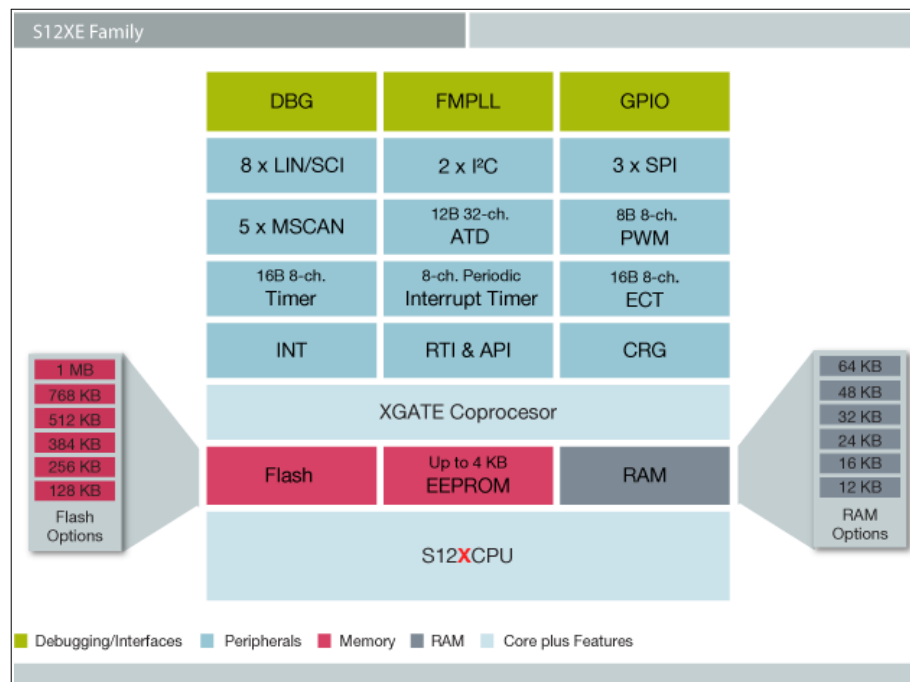 S12XE Family
DBG
FMPLL
GPIO
8 x LIN/SCI
2 x I²C
3 x SPI
5 x MSCAN
12B 32-ch.
ATD
8B 8-ch.
PWM
16B 8-ch.
Timer
8-ch. Periodic
Interrupt Timer
16B 8-ch.
ECT
INT
RTI & API
CRG
XGATE Coprocesor
Flash
Up to 4 KB
EEPROM
RAM
S12XCPU
1 MB
768 KB
512 KB
384 KB
256 KB
128 KB
Flash
Options
64 KB
48 KB
32 KB
24 KB
16 KB
12 KB
RAM
Options
Debugging/Interfaces
Peripherals
Memory
RAM
Core plus Features